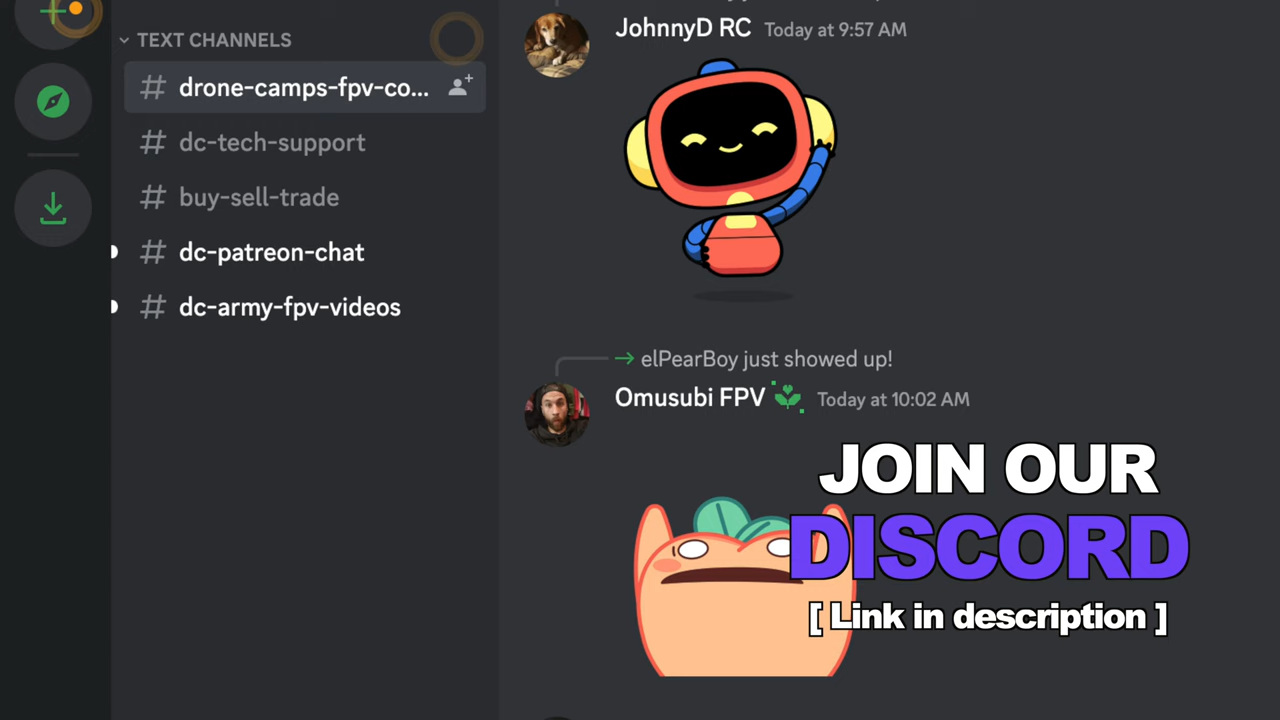 TEXT CHANNELS
# drone-camps-fpv-co...
# dc-tech-support
# buy-sell-trade
# dc-patreon-chat
# dc-army-fpv-videos
JohnnyD RC Today at 9:57 AM
elPearBoy just showed up!
Omusubi FPV Today at 10:02 AM
JOIN OUR
DISCORD
[ Link in description ]